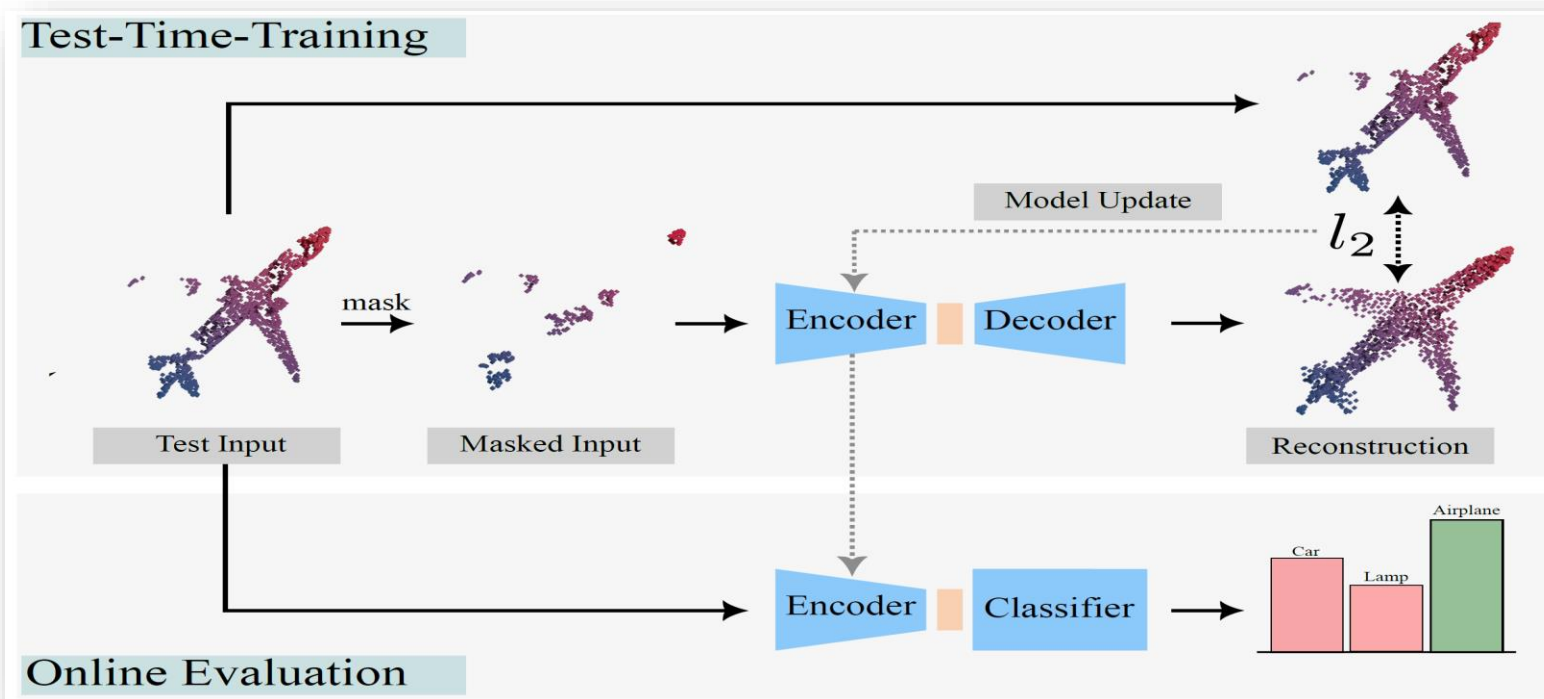 Test-Time-Training
Model Update
l2
mask
Encoder
Decoder
Test Input
Masked Input
Reconstruction
Airplane
Car
Lamp
Encoder
Classifier
Online Evaluation